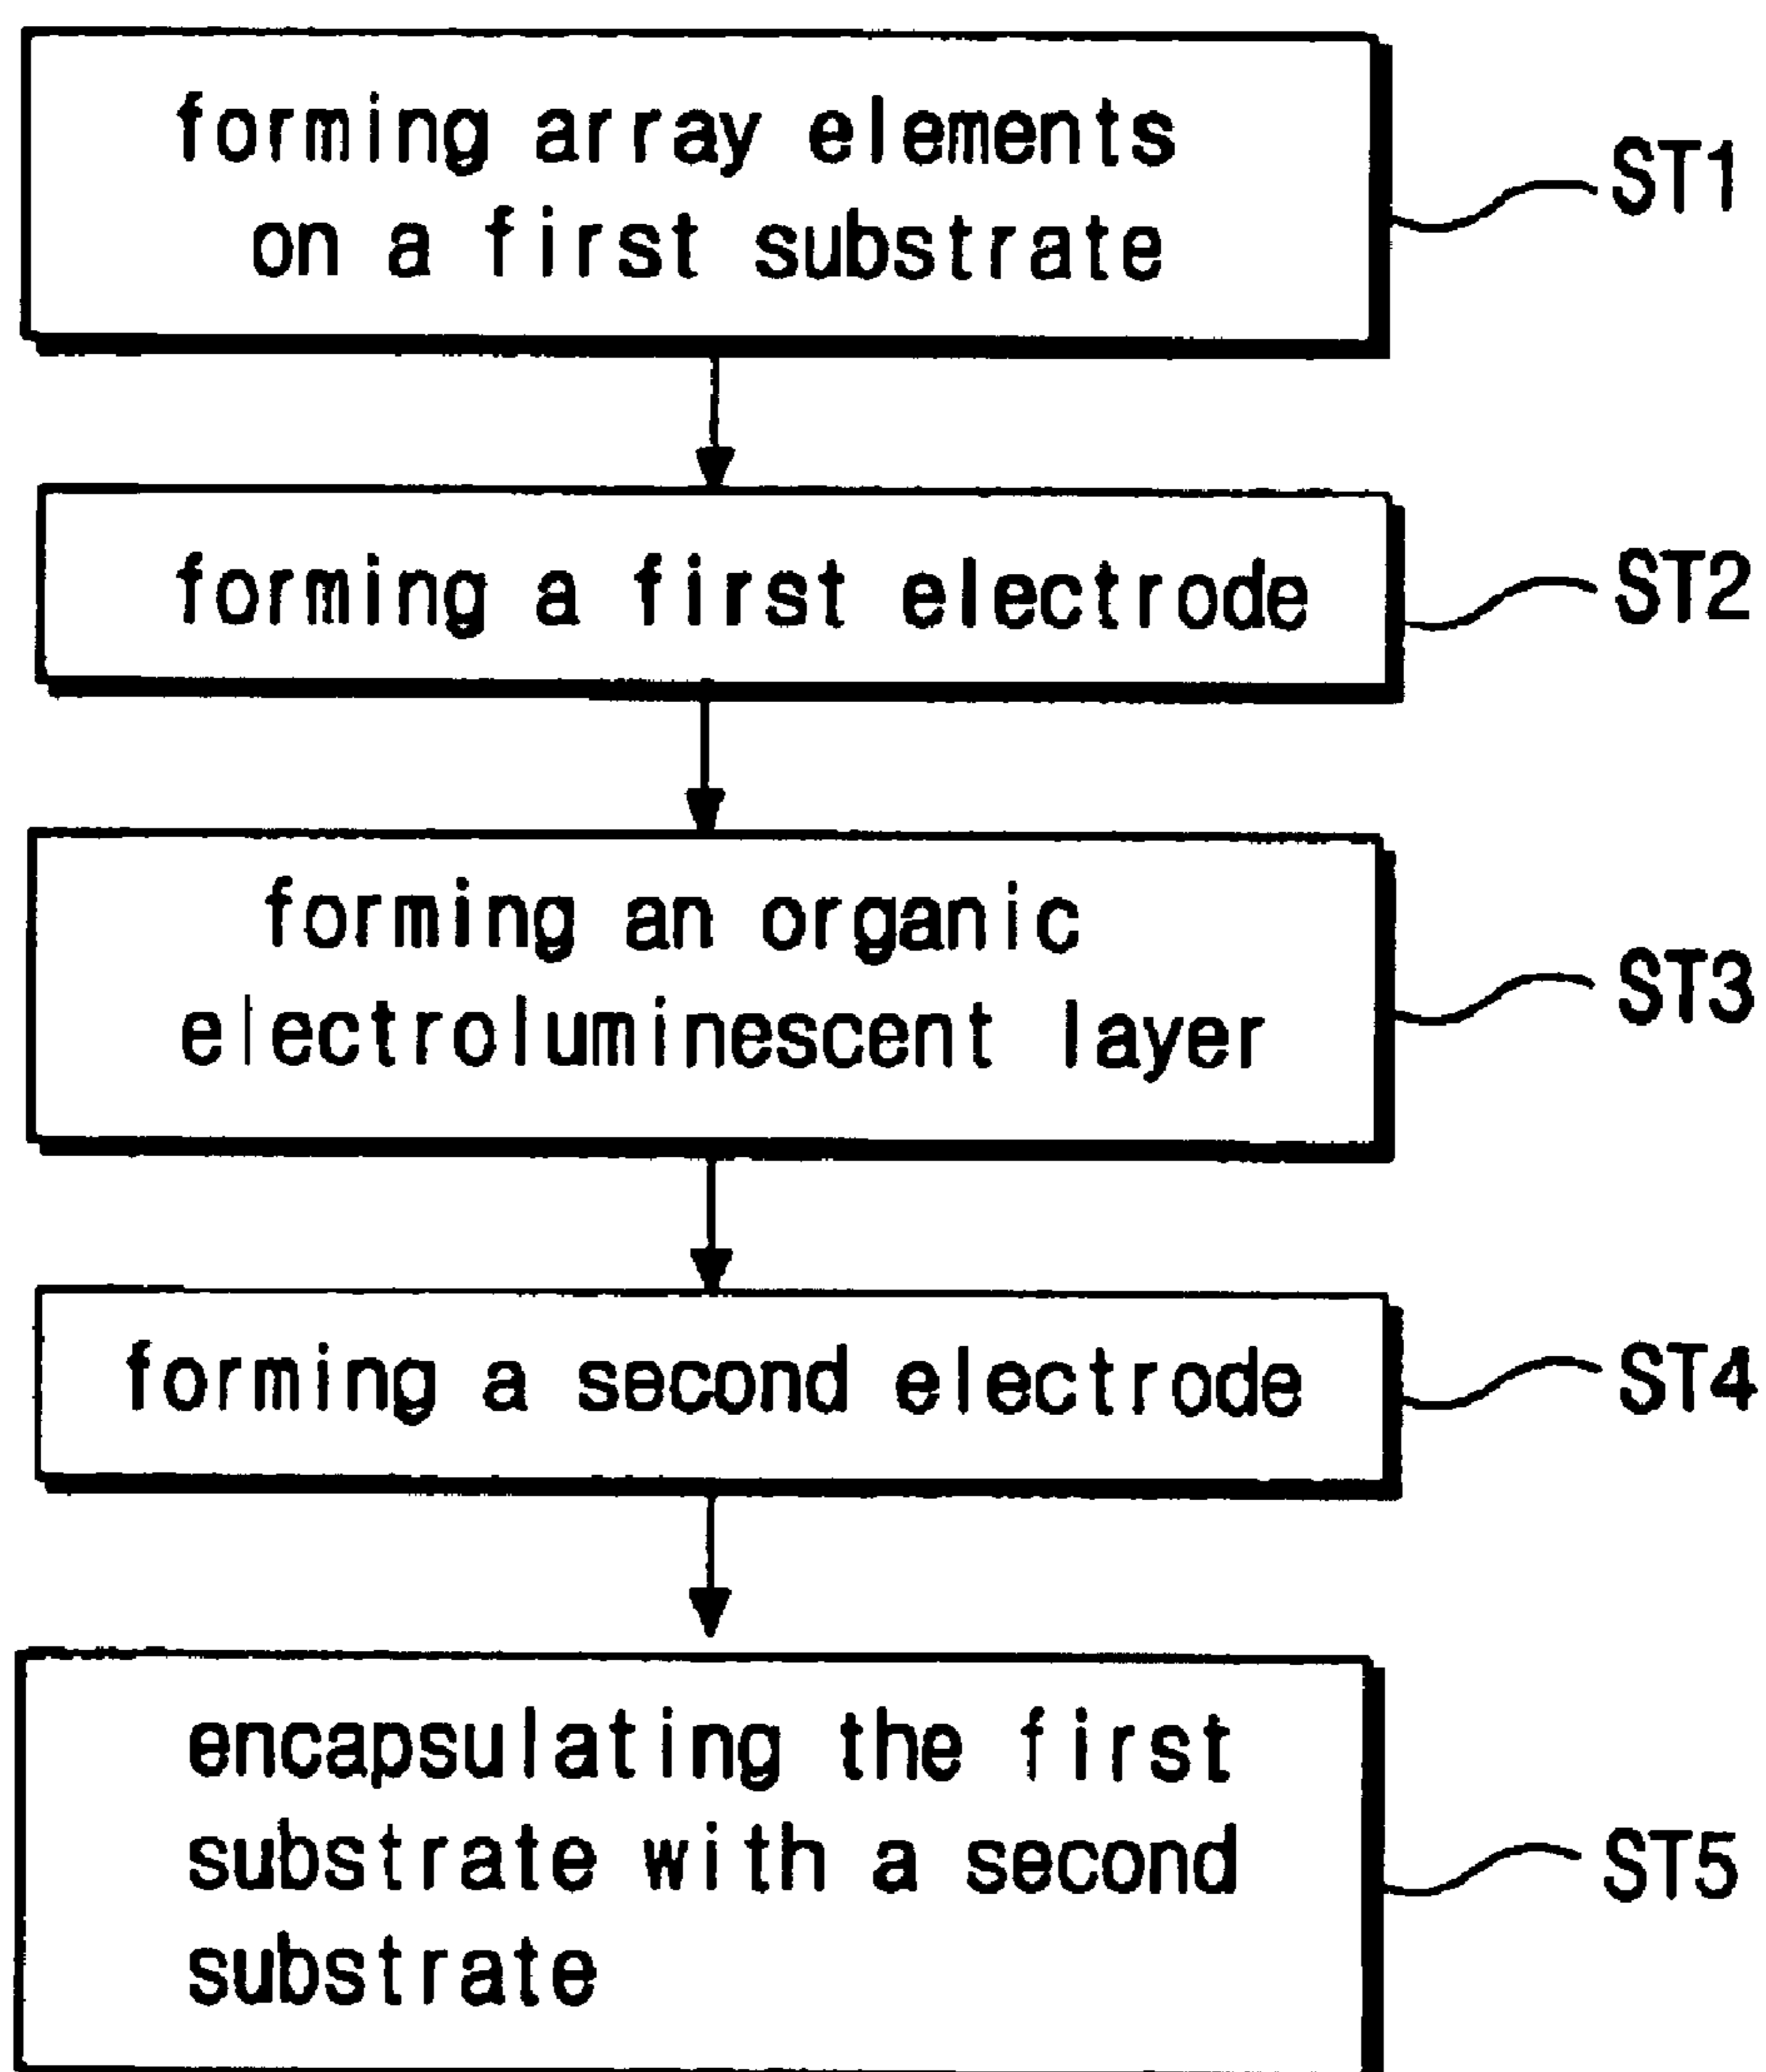 forming array elements
on a first substrate
ST1
forming a first electrode
ST2
forming an organic
electroluminescent layer
ST3
forming a second electrode
ST4
encapsulating the first
substrate with a second
substrate
ST5